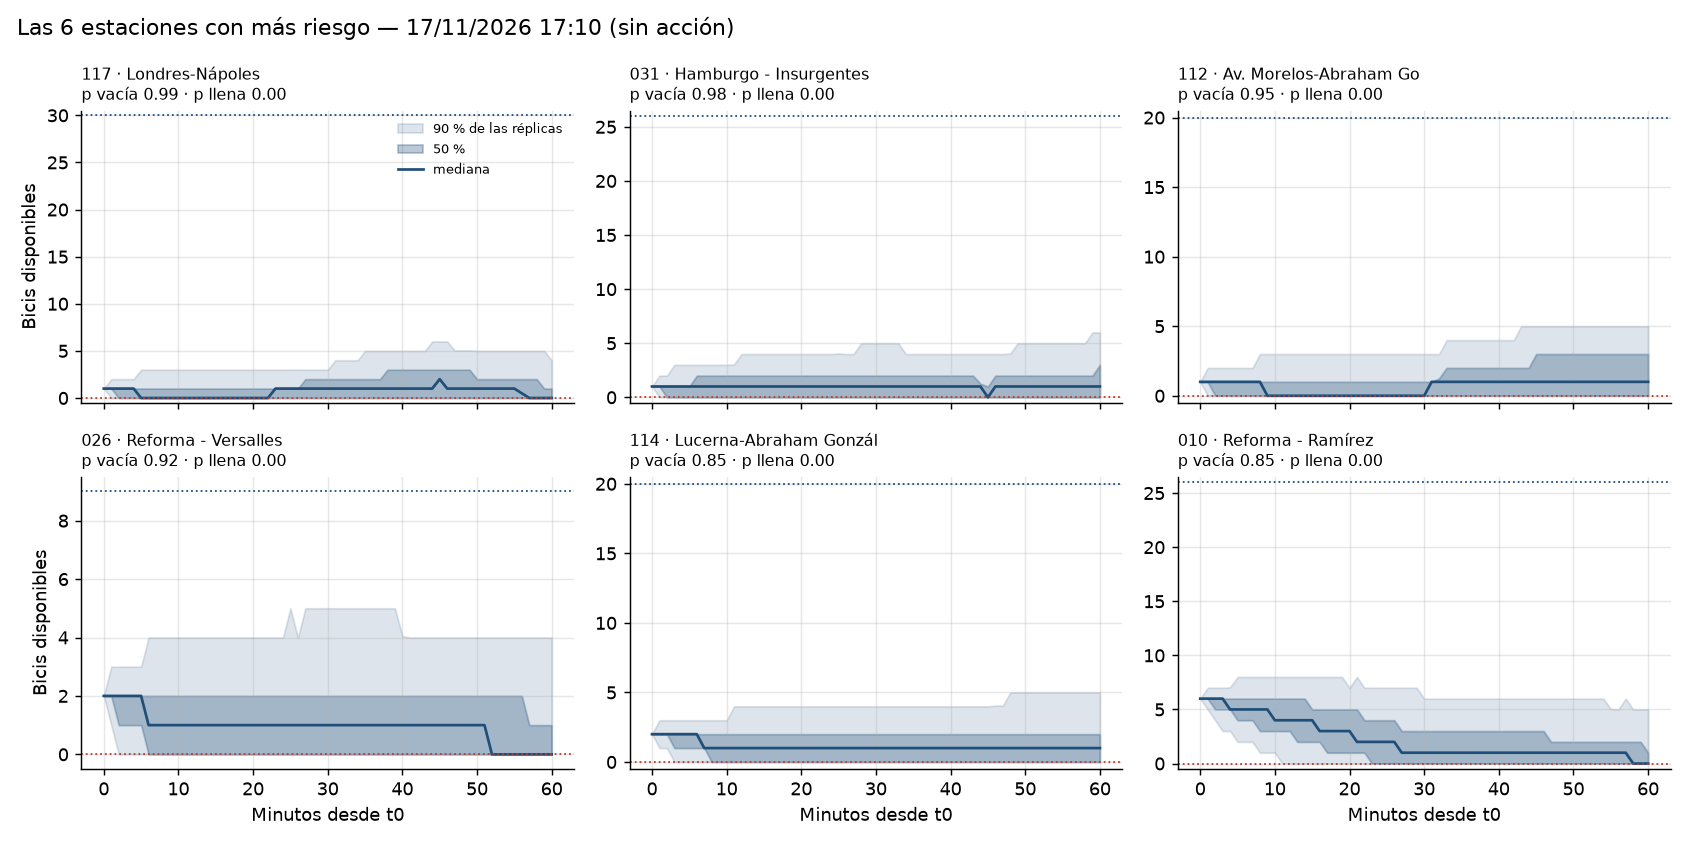 Las 6 estaciones con más riesgo — 17/11/2026 17:10 (sin acción)
117 · Londres-Nápoles
p vacía 0.99 · p llena 0.00
30
25
20
15
10
5
0
Bicis disponibles
90 % de las réplicas
50 %
mediana
031 · Hamburgo - Insurgentes
p vacía 0.98 · p llena 0.00
25
20
15
10
5
0
112 · Av. Morelos-Abraham Go
p vacía 0.95 · p llena 0.00
20
15
10
5
0
026 · Reforma - Versalles
p vacía 0.92 · p llena 0.00
8
6
4
2
0
Bicis disponibles
0 10 20 30 40 50 60
Minutos desde t0
114 · Lucerna-Abraham Gonzál
p vacía 0.85 · p llena 0.00
20
15
10
5
0
0 10 20 30 40 50 60
Minutos desde t0
010 · Reforma - Ramírez
p vacía 0.85 · p llena 0.00
25
20
15
10
5
0
0 10 20 30 40 50 60
Minutos desde t0